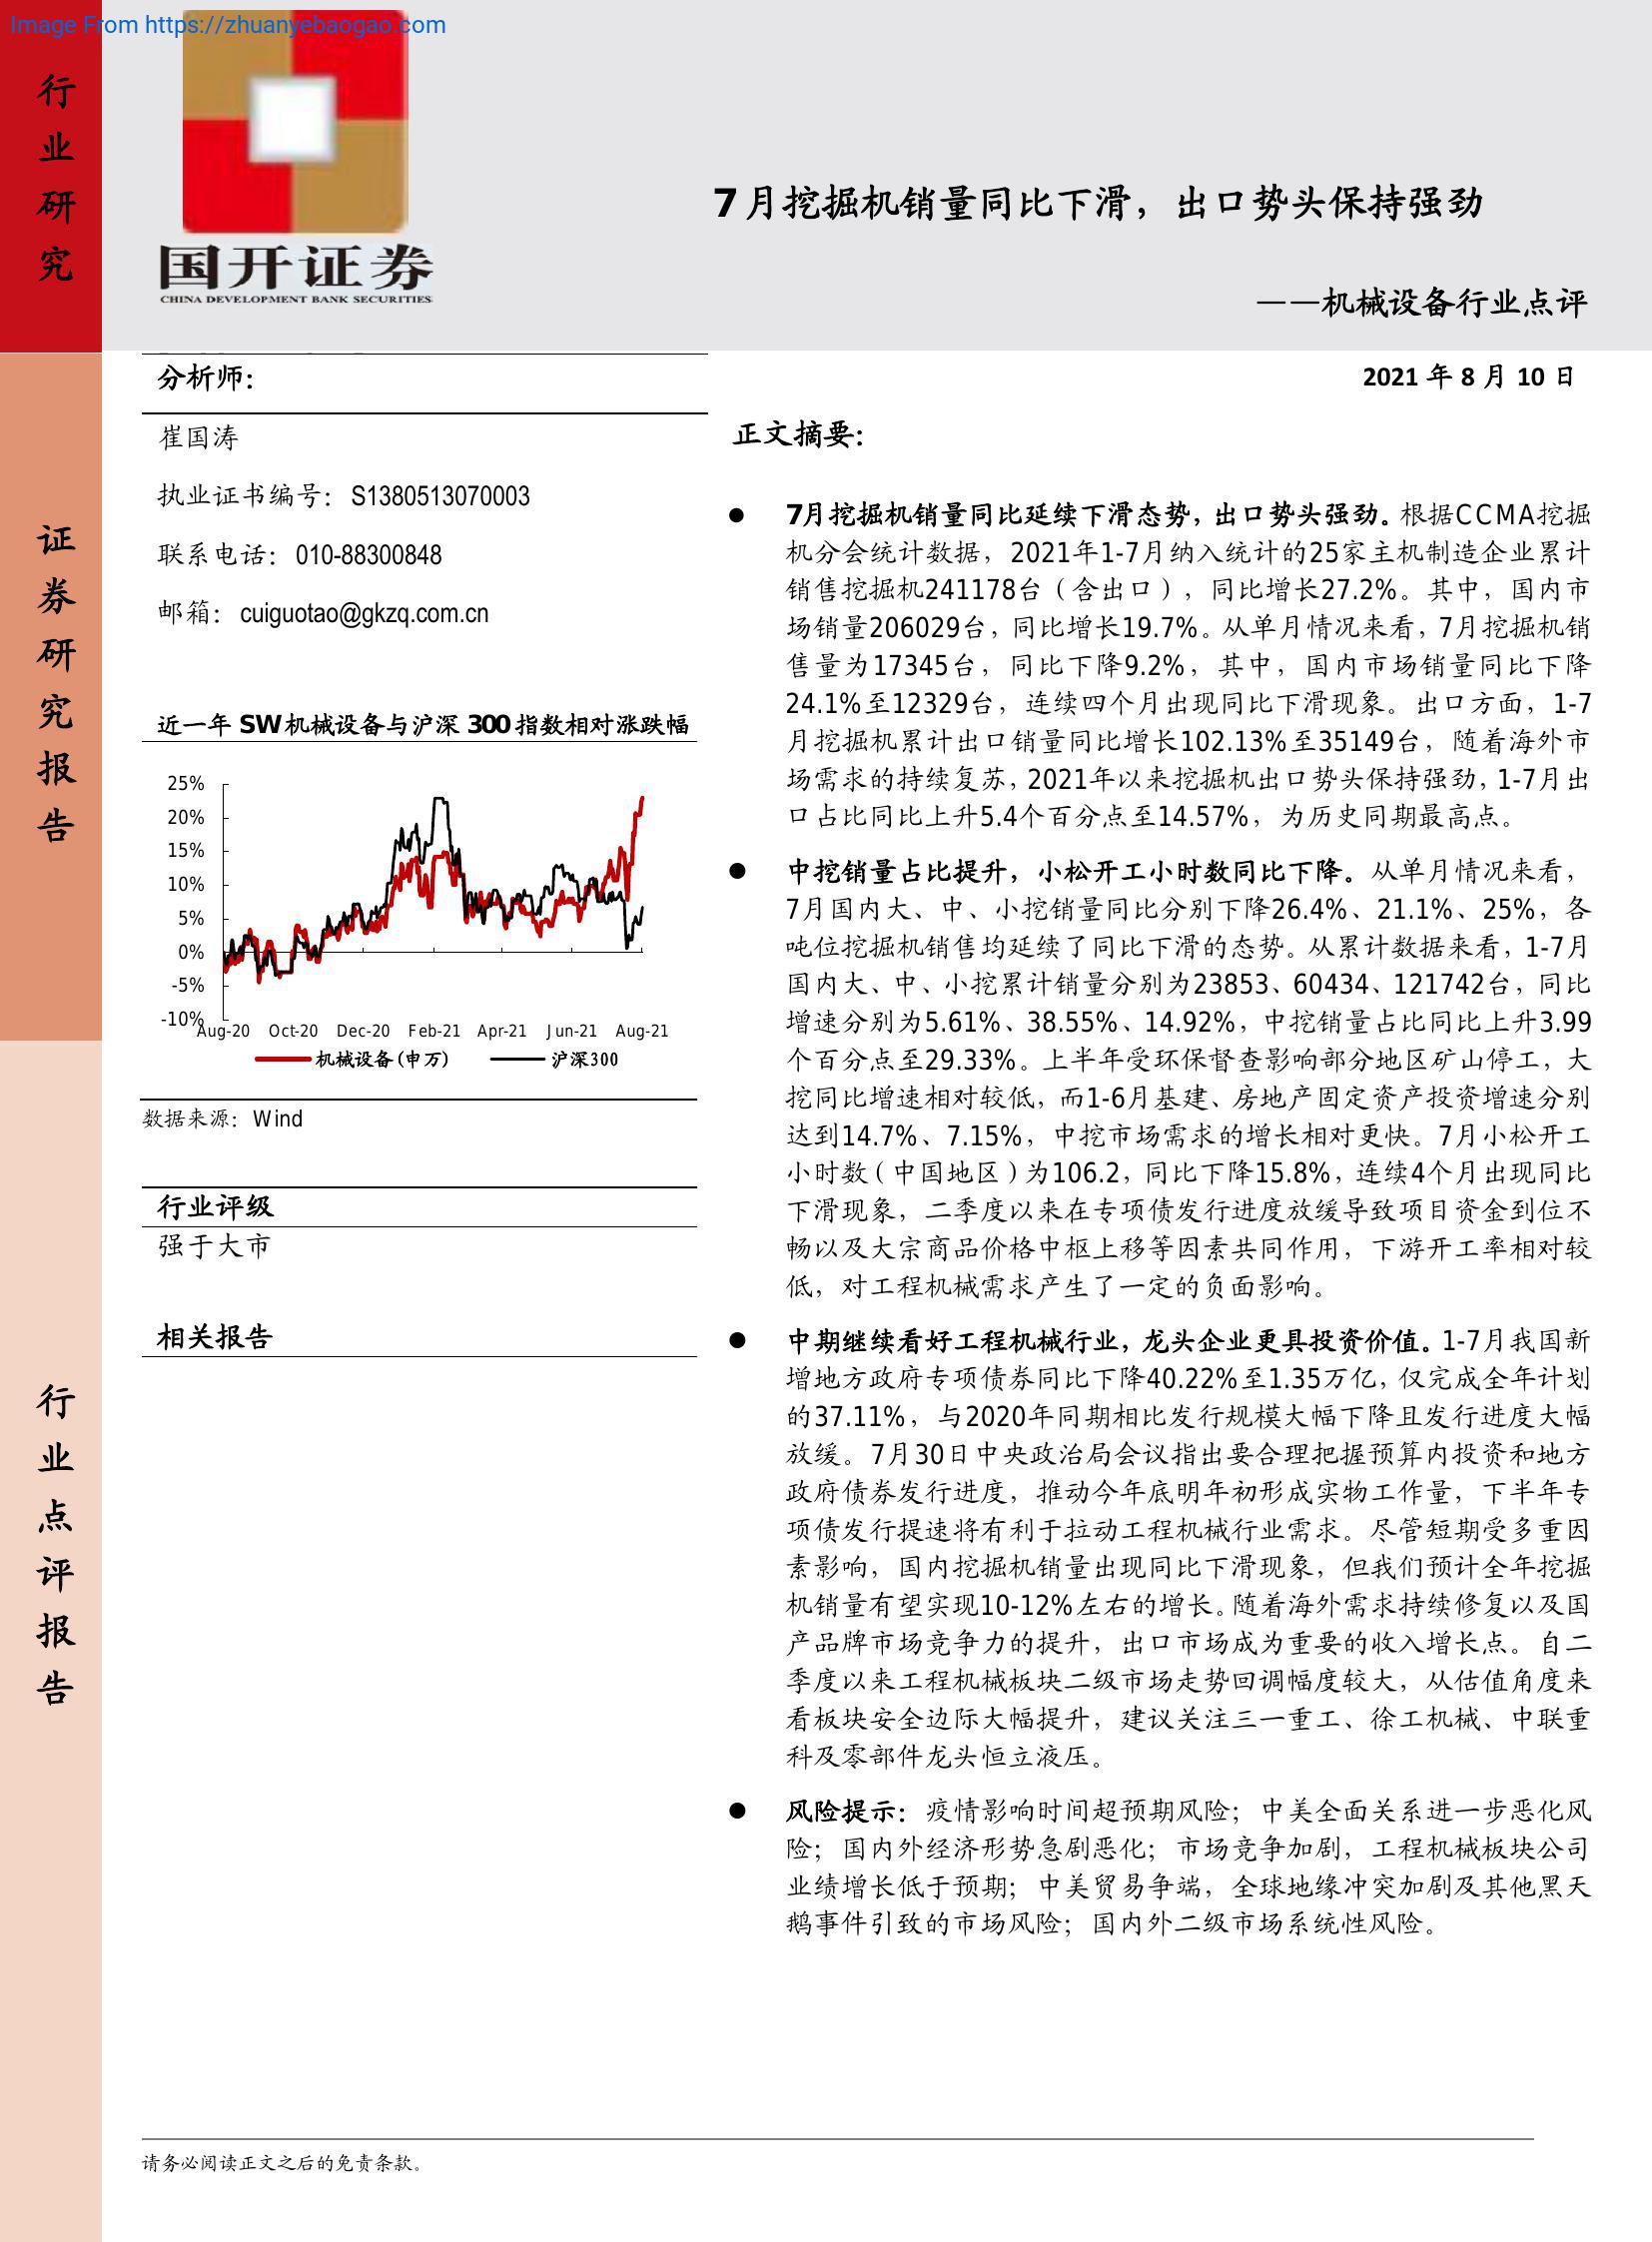 Image From https://zhuanyebaogao.com
行业研究
证券研究报告
行业点评报告
国开证券
CHINA DEVELOPMENT BANK SECURITIES
7月挖掘机销量同比下滑，出口势头保持强劲
——机械设备行业点评
分析师：
崔国涛
执业证书编号：S1380513070003
联系电话：010-88300848
邮箱：cuiguotao@gkzq.com.cn
近一年 SW机械设备与沪深 300指数相对涨跌幅
25%
20%
15%
10%
5%
0%
-5%
-10%
Aug-20 Oct-20 Dec-20 Feb-21 Apr-21 Jun-21 Aug-21
机械设备(申万) 沪深300
数据来源：Wind
行业评级
强于大市
相关报告
2021 年 8 月 10 日
正文摘要：
● 7月挖掘机销量同比延续下滑态势，出口势头强劲。根据CCMA挖掘
机分会统计数据，2021年1-7月纳入统计的25家主机制造企业累计
销售挖掘机241178台（含出口），同比增长27.2%。其中，国内市
场销量206029台，同比增长19.7%。从单月情况来看，7月挖掘机销
售量为17345台，同比下降9.2%，其中，国内市场销量同比下降
24.1%至12329台，连续四个月出现同比下滑现象。出口方面，1-7
月挖掘机累计出口销量同比增长102.13%至35149台，随着海外市
场需求的持续复苏，2021年以来挖掘机出口势头保持强劲，1-7月出
口占比同比上升5.4个百分点至14.57%，为历史同期最高点。
● 中挖销量占比提升，小松开工小时数同比下降。从单月情况来看，
7月国内大、中、小挖销量同比分别下降26.4%、21.1%、25%，各
吨位挖掘机销售均延续了同比下滑的态势。从累计数据来看，1-7月
国内大、中、小挖累计销量分别为23853、60434、121742台，同比
增速分别为5.61%、38.55%、14.92%，中挖销量占比同比上升3.99
个百分点至29.33%。上半年受环保督查影响部分地区矿山停工，大
挖同比增速相对较低，而1-6月基建、房地产固定资产投资增速分别
达到14.7%、7.15%，中挖市场需求的增长相对更快。7月小松开工
小时数（中国地区）为106.2，同比下降15.8%，连续4个月出现同比
下滑现象，二季度以来在专项债发行进度放缓导致项目资金到位不
畅以及大宗商品价格中枢上移等因素共同作用，下游开工率相对较
低，对工程机械需求产生了一定的负面影响。
● 中期继续看好工程机械行业，龙头企业更具投资价值。1-7月我国新
增地方政府专项债券同比下降40.22%至1.35万亿，仅完成全年计划
的37.11%，与2020年同期相比发行规模大幅下降且发行进度大幅
放缓。7月30日中央政治局会议指出要合理把握预算内投资和地方
政府债券发行进度，推动今年底明年初形成实物工作量，下半年专
项债发行提速将有利于拉动工程机械行业需求。尽管短期受多重因
素影响，国内挖掘机销量出现同比下滑现象，但我们预计全年挖掘
机销量有望实现10-12%左右的增长。随着海外需求持续修复以及国
产品牌市场竞争力的提升，出口市场成为重要的收入增长点。自二
季度以来工程机械板块二级市场走势回调幅度较大，从估值角度来
看板块安全边际大幅提升，建议关注三一重工、徐工机械、中联重
科及零部件龙头恒立液压。
● 风险提示：疫情影响时间超预期风险；中美全面关系进一步恶化风
险；国内外经济形势急剧恶化；市场竞争加剧，工程机械板块公司
业绩增长低于预期；中美贸易争端，全球地缘冲突加剧及其他黑天
鹅事件引致的市场风险；国内外二级市场系统性风险。
请务必阅读正文之后的免责条款。